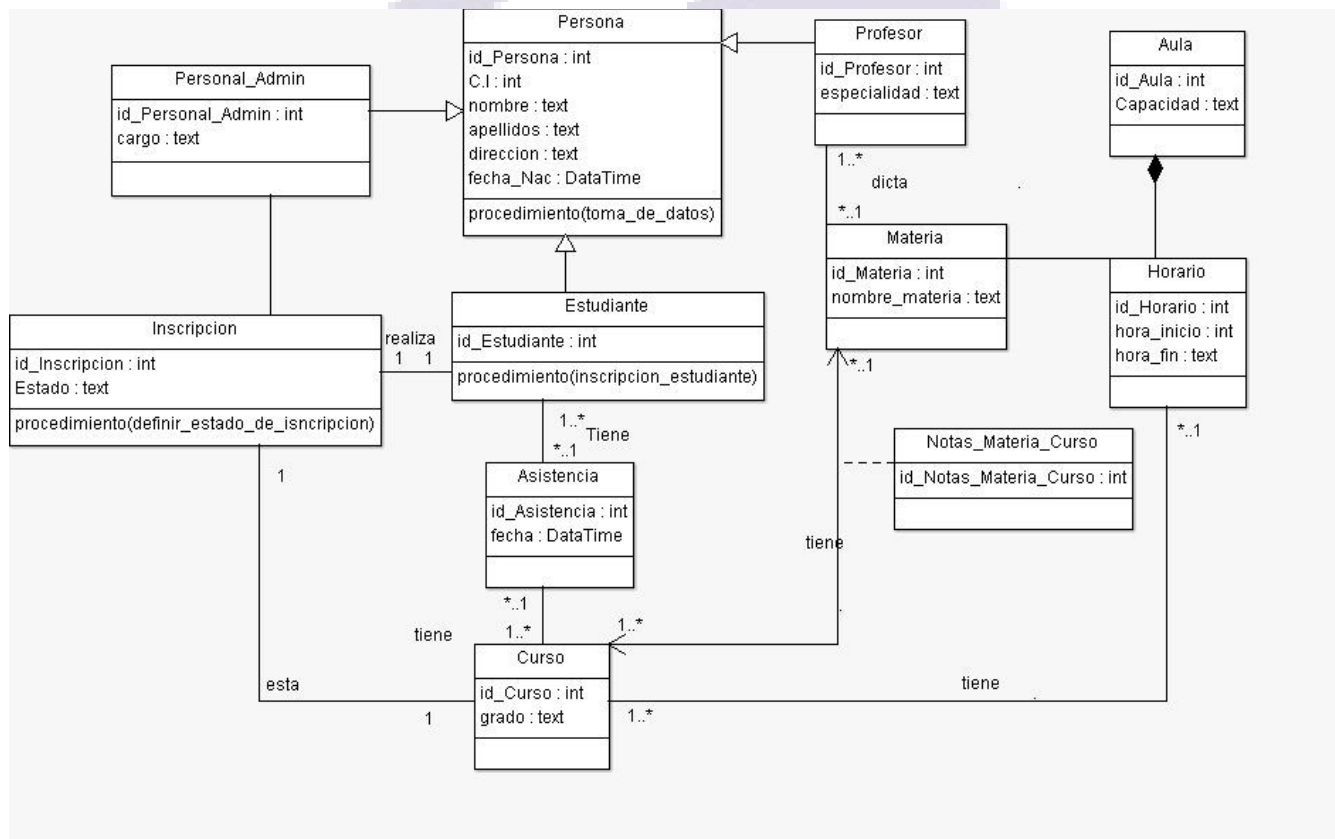 Persona
id_Persona : int
C.I : int
nombre : text
apellidos : text
direccion : text
fecha_Nac : DataTime
procedimiento(toma_de_datos)
Profesor
id_Profesor : int
especialidad : text
Aula
id_Aula : int
Capacidad : text
Personal_Admin
id_Personal_Admin : int
cargo : text
1..*
dicta
*..1
Materia
id_Materia : int
nombre_materia : text
Horario
id_Horario : int
hora_inicio : int
hora_fin : text
Inscripcion
id_Inscripcion : int
Estado : text
procedimiento(definir_estado_de_isncripcion)
realiza
1 1
Estudiante
id_Estudiante : int
procedimiento(inscripcion_estudiante)
*..1
*..1
1..*
Tiene
*..1
Notas_Materia_Curso
id_Notas_Materia_Curso : int
Asistencia
id_Asistencia : int
fecha : DataTime
1
tiene
*..1
1..*
tiene
1..*
Curso
id_Curso : int
grado : text
esta
1
1..*
tiene